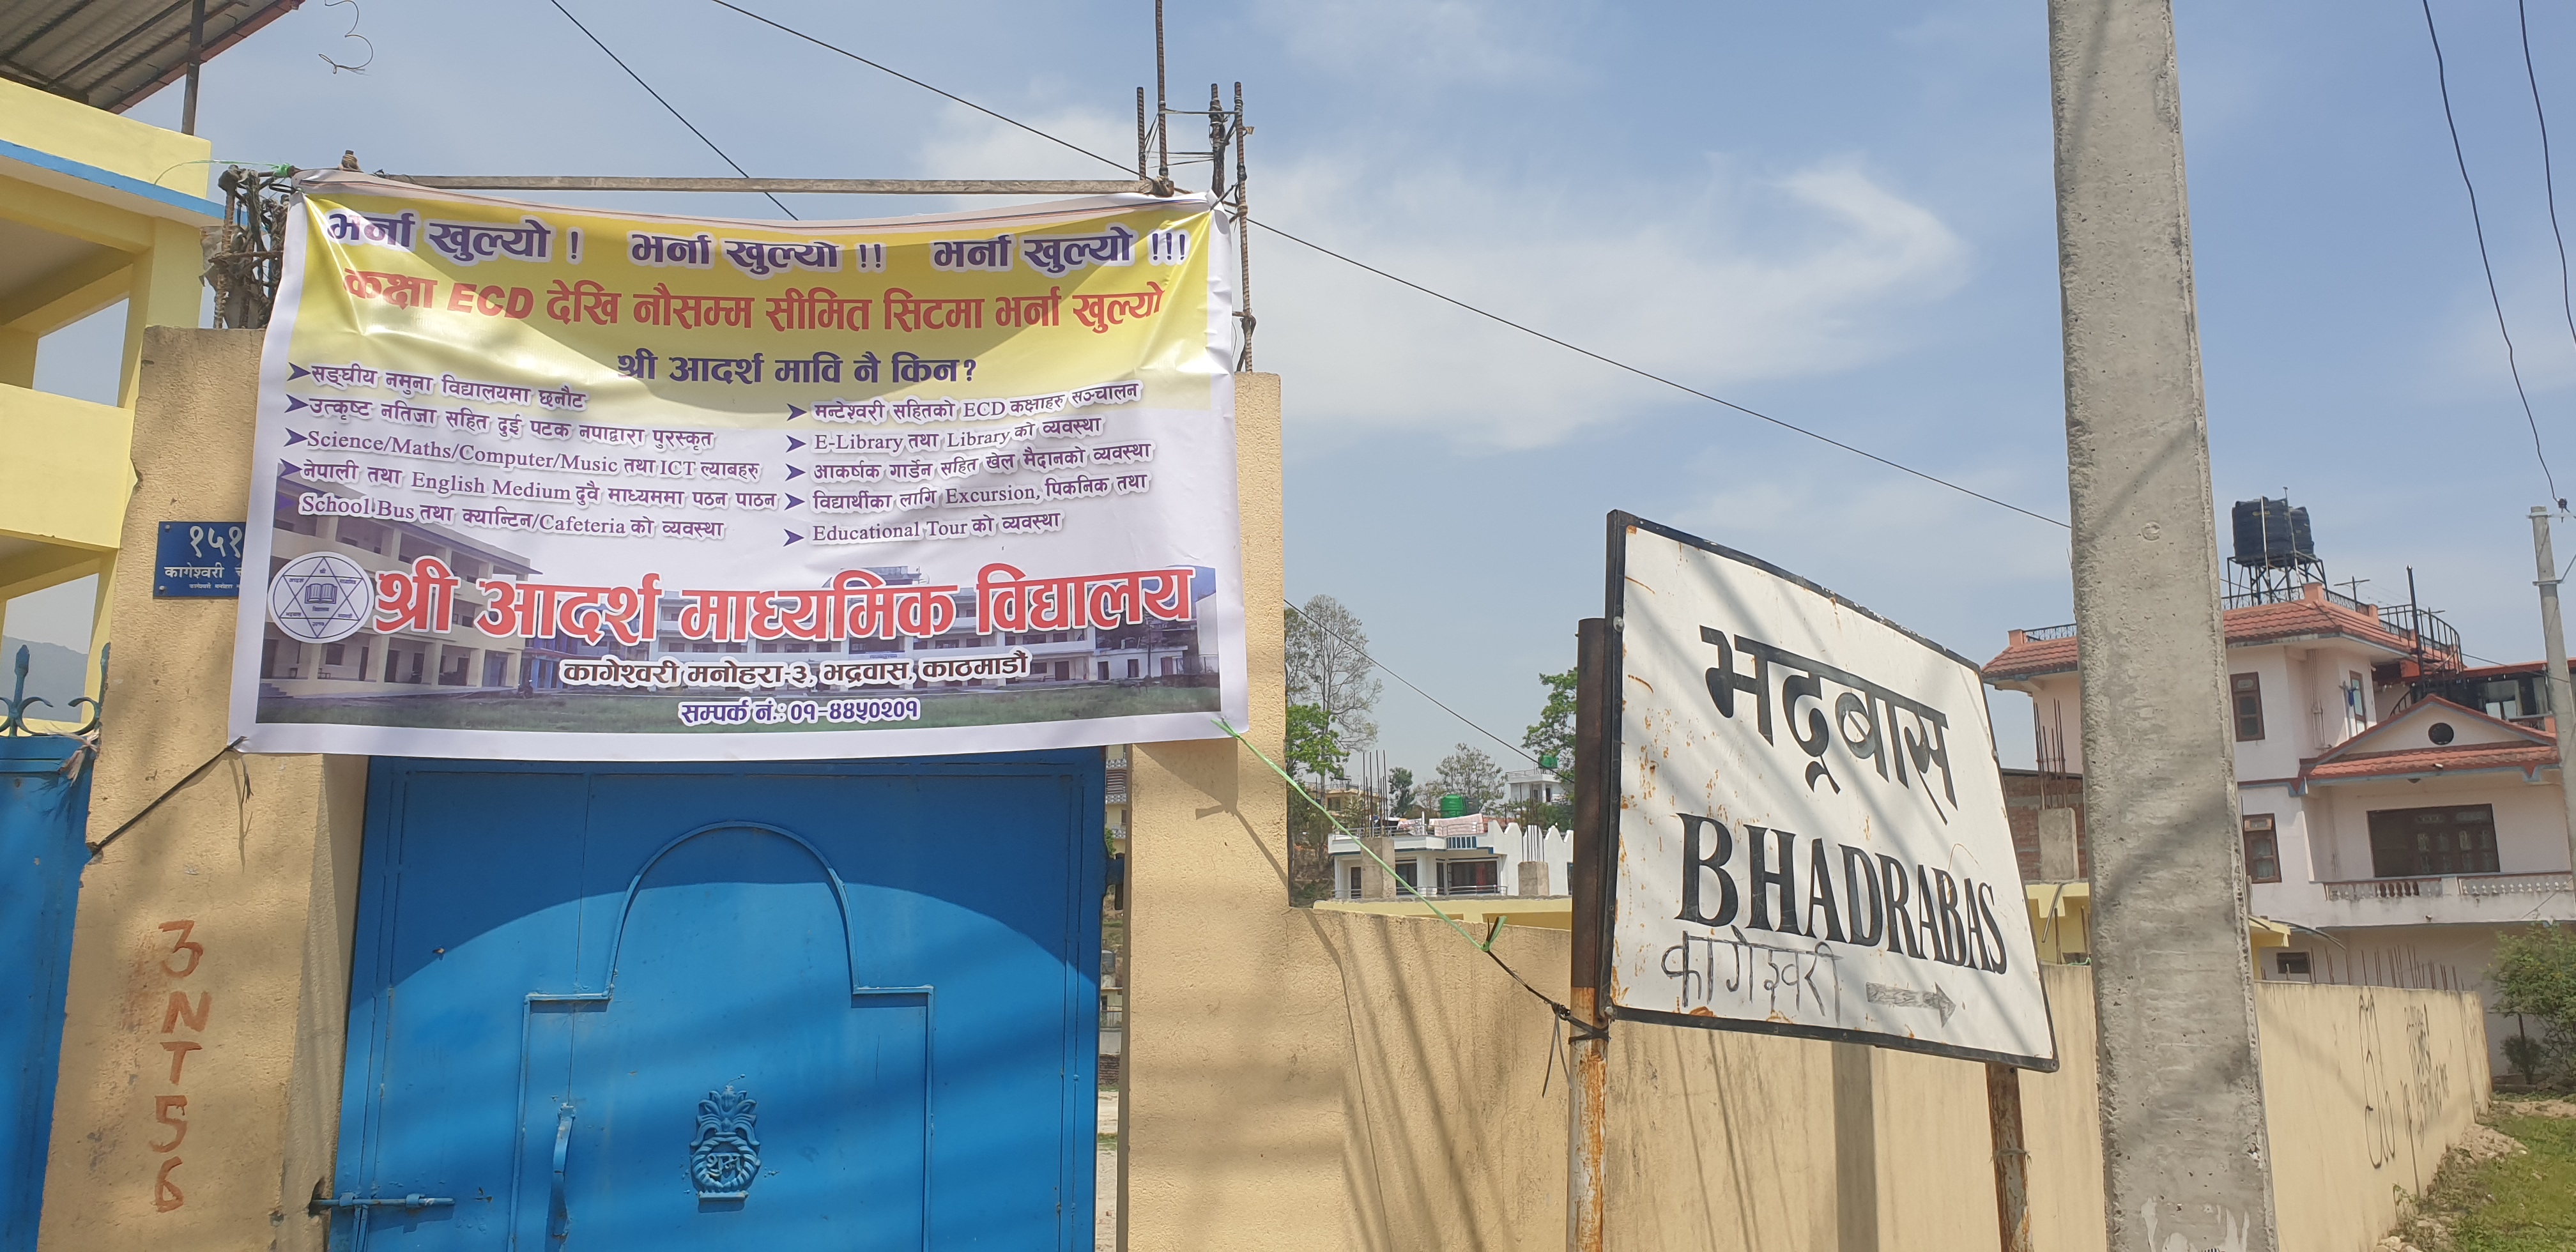 भर्ना खुल्यो ! भर्ना खुल्यो !! भर्ना खुल्यो !!!
कक्षा ECD देखि नौसम्म सीमित सिटमा भर्ना खुल्यो
श्री आदर्श मावि नै किन?
सङ्घीय नमुना विद्यालयमा छनौट
उत्कृष्ट नतिजा सहित दुई पटक नपाद्वारा पुरस्कृत
Science/Maths/Computer/Music तथा ICT ल्याबहरु
नेपाली तथा English Medium दुवै माध्यममा पठन पाठन
School Bus तथा क्यान्टिन/Cafeteria को व्यवस्था
मन्टेश्वरी सहितको ECD कक्षाहरु सञ्चालन
E-Library तथा Library को व्यवस्था
आकर्षक गार्डेन सहित खेल मैदानको व्यवस्था
विद्यार्थीका लागि Excursion, पिकनिक तथा
Educational Tour को व्यवस्था
श्री आदर्श माध्यमिक विद्यालय
कागेश्वरी मनोहरा-३, भद्रवास, काठमाडौं
सम्पर्क नं.: ०१-४४५०२०१
१५१
कागेश्वरी
3NT56
शुभ
भद्रबास
BHADRABAS
कागेश्वरी